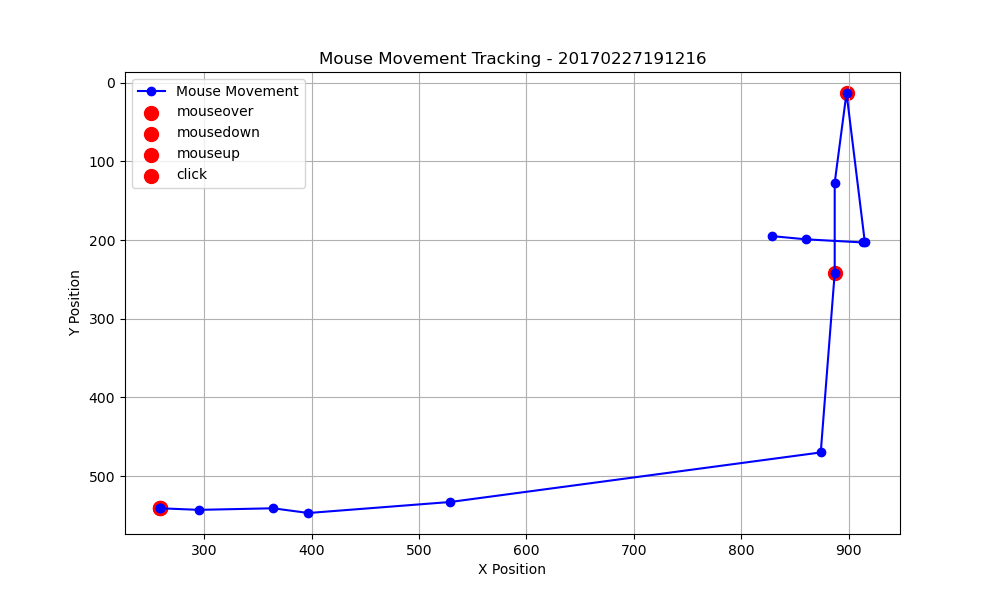 Mouse Movement Tracking - 20170227191216
Mouse Movement
mouseover
mousedown
mouseup
click
0
100
200
300
400
500
Y Position
300 400 500 600 700 800 900
X Position